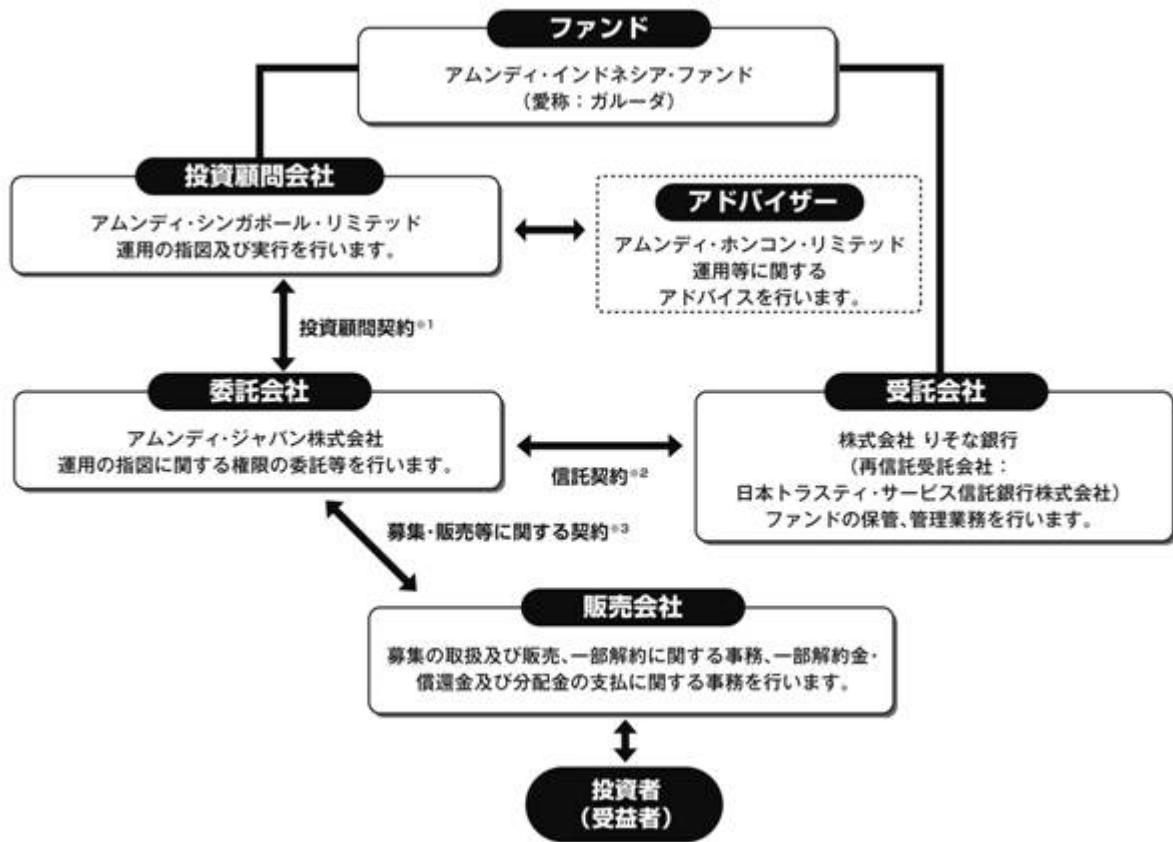 ファンド
アムンディ・インドネシア・ファンド
（愛称：ガルーダ）
投資顧問会社
アムンディ・シンガポール・リミテッド
運用の指図及び実行を行います。
アドバイザー
アムンディ・ホンコン・リミテッド
運用等に関する
アドバイスを行います。
投資顧問契約※1
委託会社
アムンディ・ジャパン株式会社
運用の指図に関する権限の委託等を行います。
信託契約※2
受託会社
株式会社 りそな銀行
（再信託受託会社：
日本トラスティ・サービス信託銀行株式会社）
ファンドの保管、管理業務を行います。
募集・販売等に関する契約※3
販売会社
募集の取扱及び販売、一部解約に関する事務、一部解約金・
償還金及び分配金の支払に関する事務を行います。
投資者
（受益者）